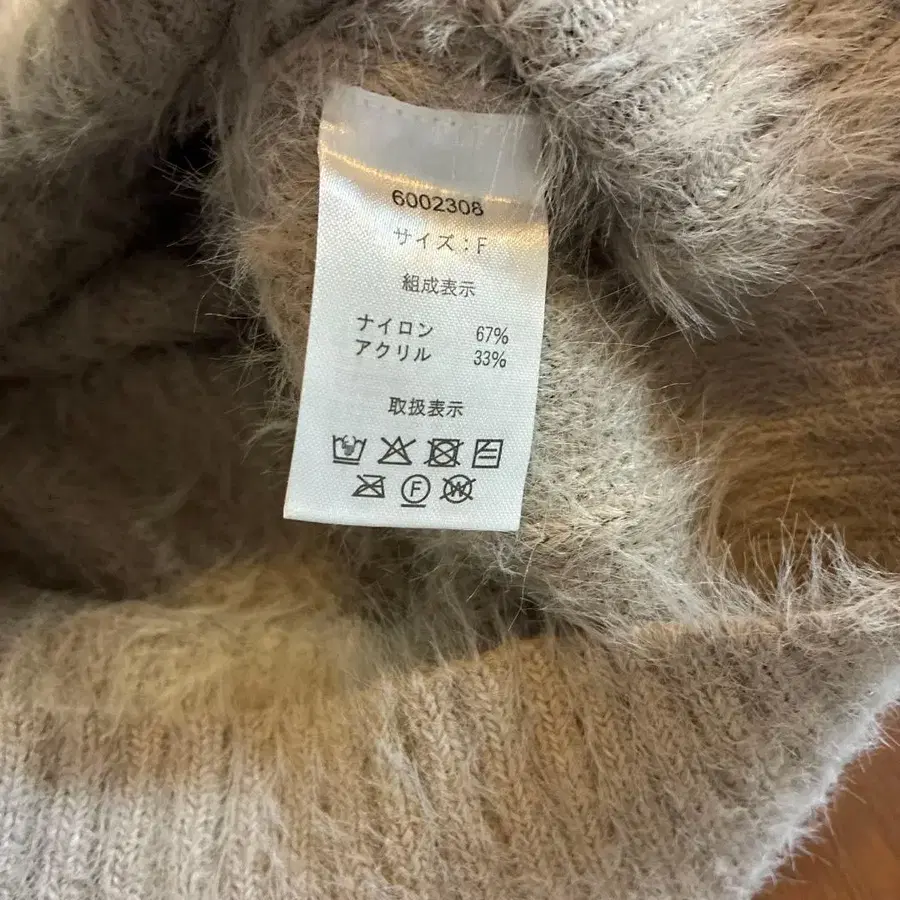 6002308
サイズ：F
組成表示
ナイロン 67%
アクリル 33%
取扱表示
F W